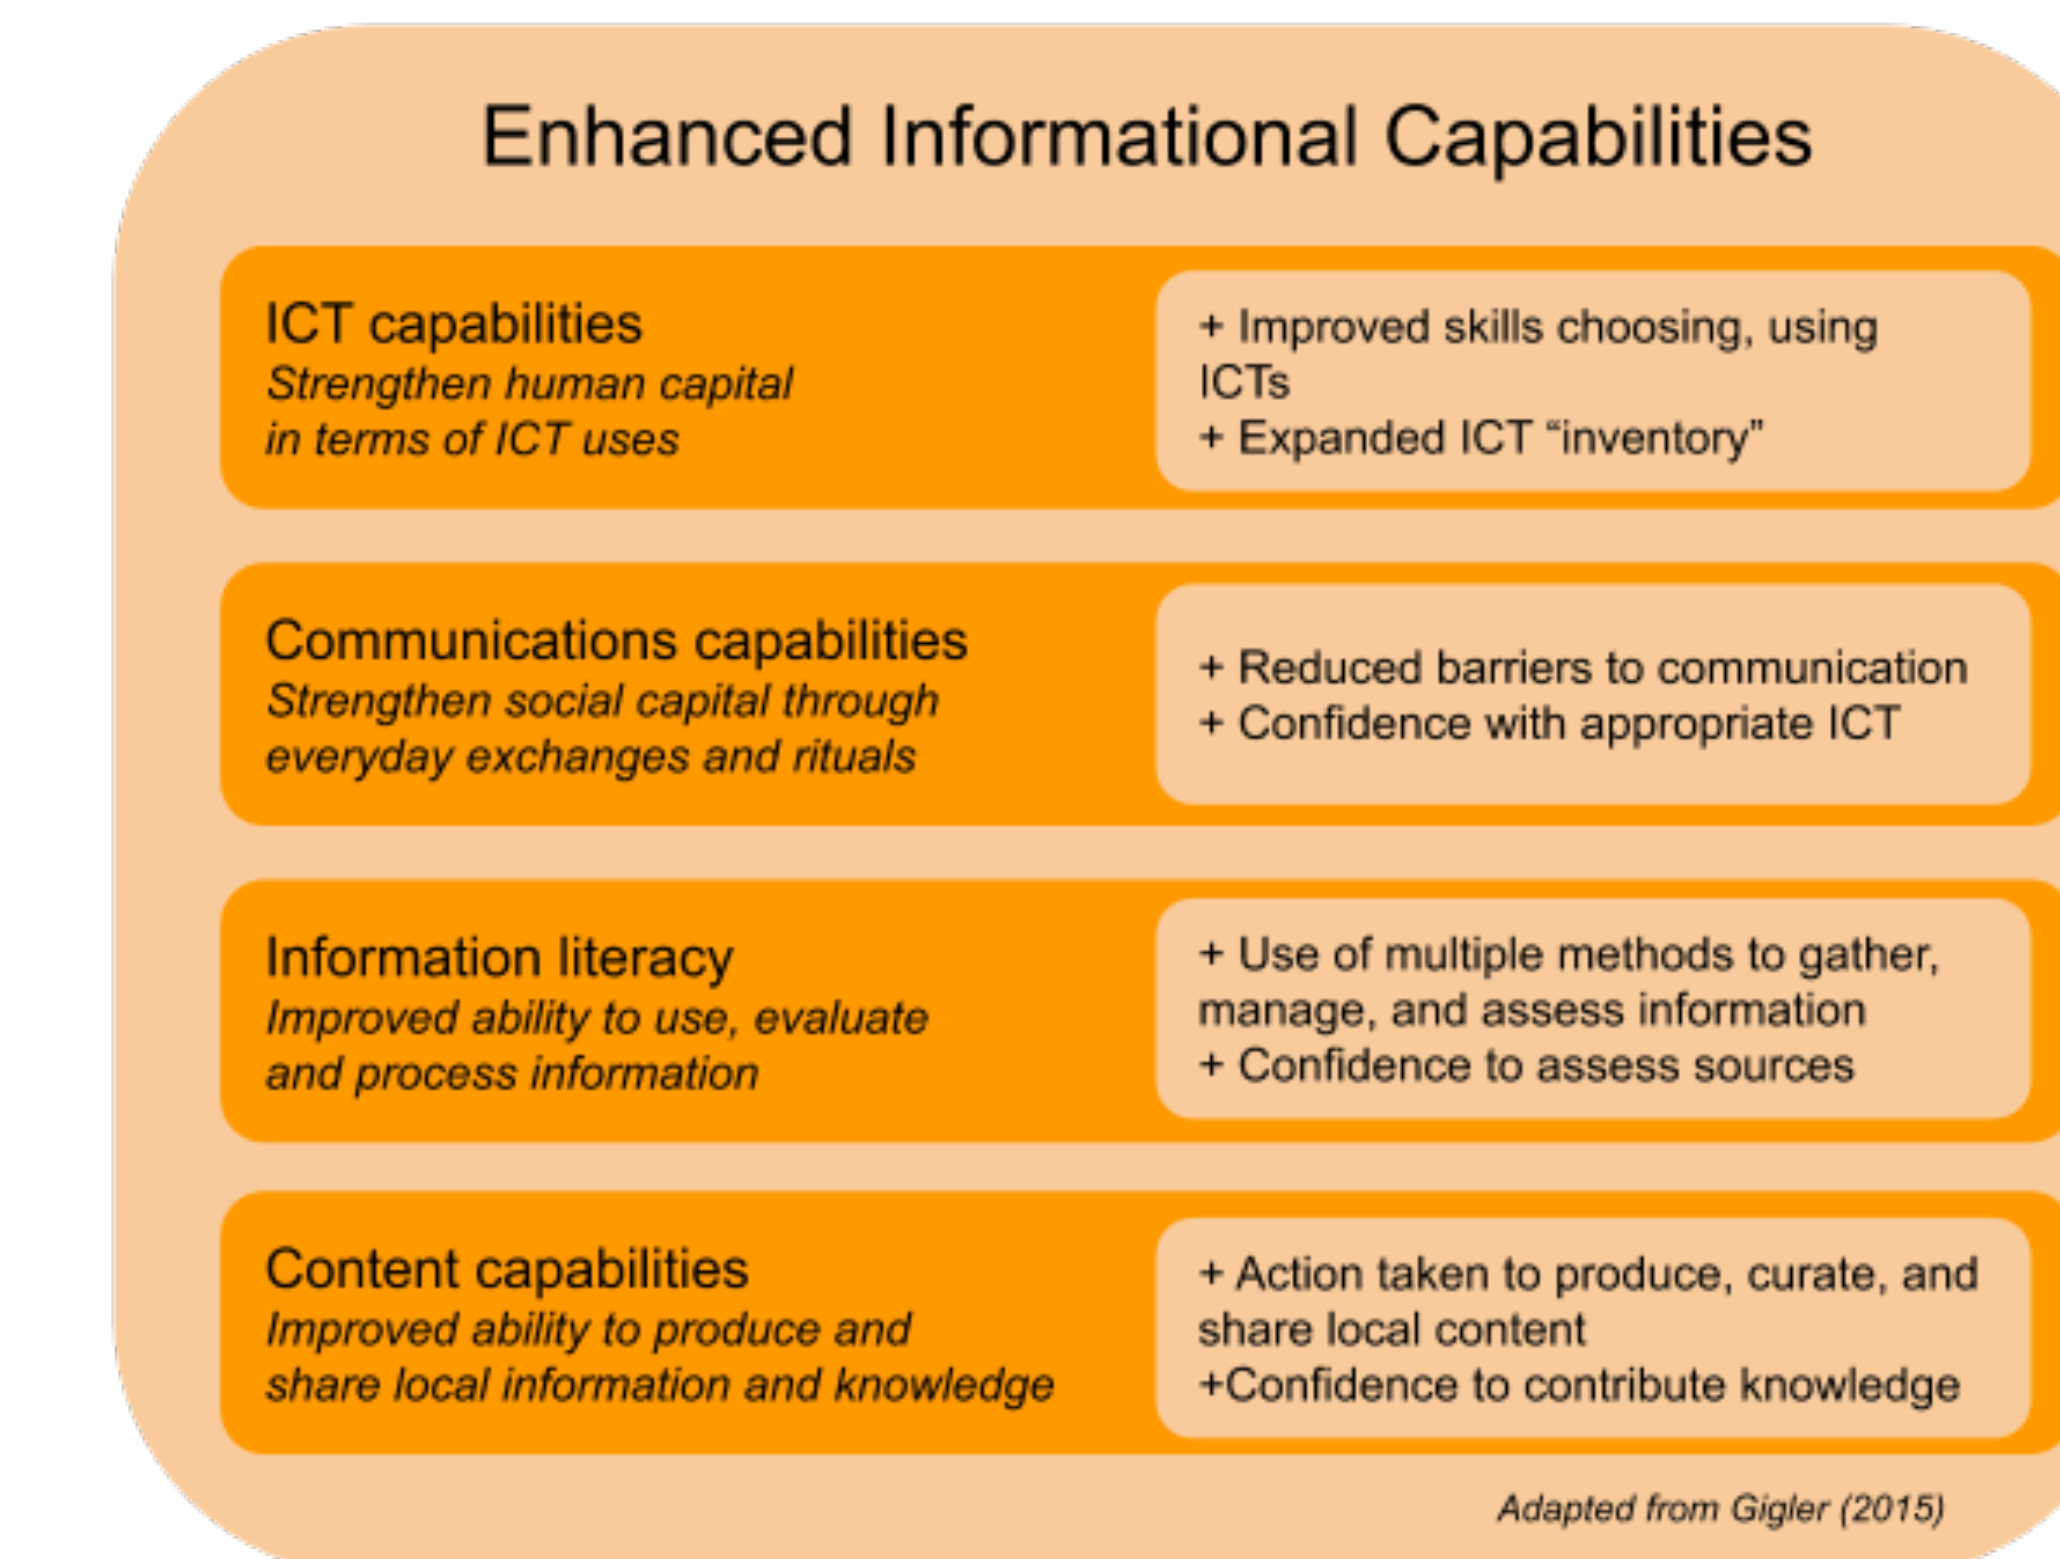 Enhanced Informational Capabilities
ICT capabilities
Strengthen human capital
in terms of ICT uses
+ Improved skills choosing, using
ICTs
+ Expanded ICT “inventory”
Communications capabilities
Strengthen social capital through
everyday exchanges and rituals
+ Reduced barriers to communication
+ Confidence with appropriate ICT
Information literacy
Improved ability to use, evaluate
and process information
+ Use of multiple methods to gather,
manage, and assess information
+ Confidence to assess sources
Content capabilities
Improved ability to produce and
share local information and knowledge
+ Action taken to produce, curate, and
share local content
+Confidence to contribute knowledge
Adapted from Gigler (2015)